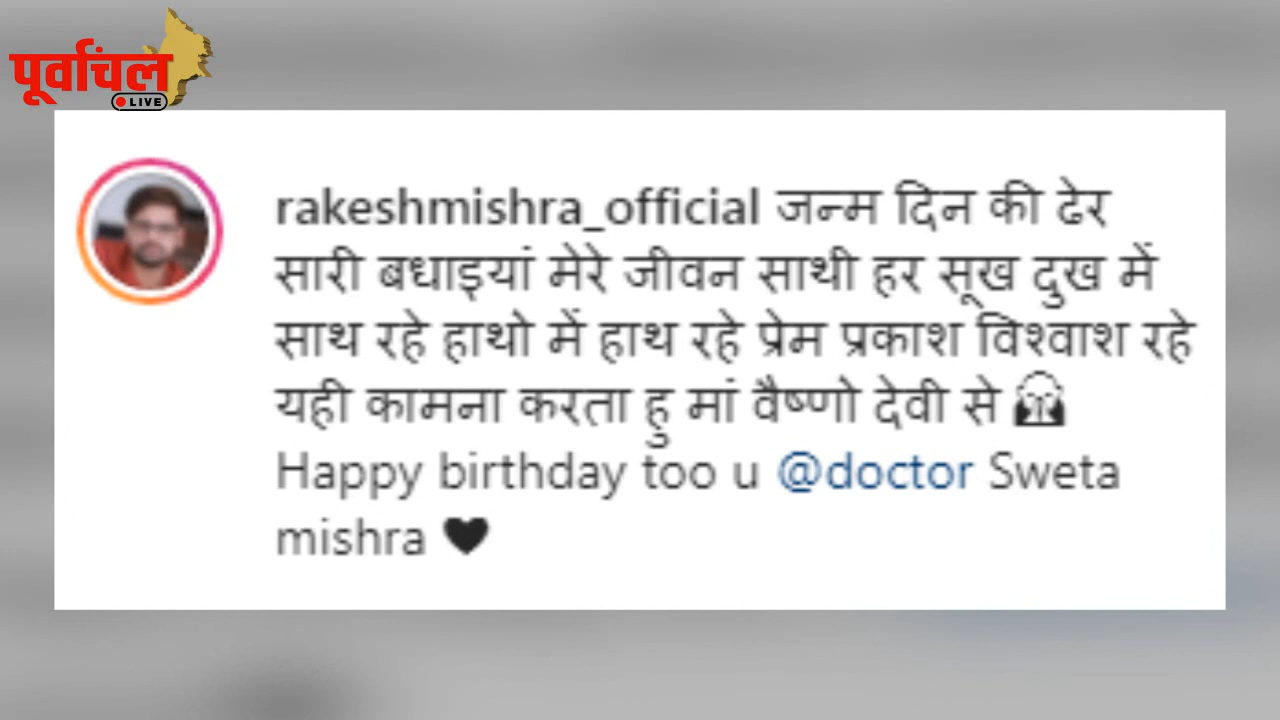 पूर्वांचल
LIVE
rakeshmishra_official जन्म दिन की ढेर
सारी बधाइयां मेरे जीवन साथी हर सूख दुख में
साथ रहे हाथो में हाथ रहे प्रेम प्रकाश विश्वाश रहे
यही कामना करता हु मां वैष्णो देवी से 🙏
Happy birthday too u @doctor Sweta
mishra 🖤